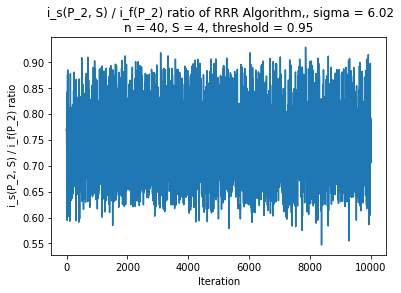 i_s(P_2, S) / i_f(P_2) ratio of RRR Algorithm,, sigma = 6.02
n = 40, S = 4, threshold = 0.95
i_s(P_2, S) / i_f(P_2) ratio
0.90
0.85
0.80
0.75
0.70
0.65
0.60
0.55
0 2000 4000 6000 8000 10000
Iteration